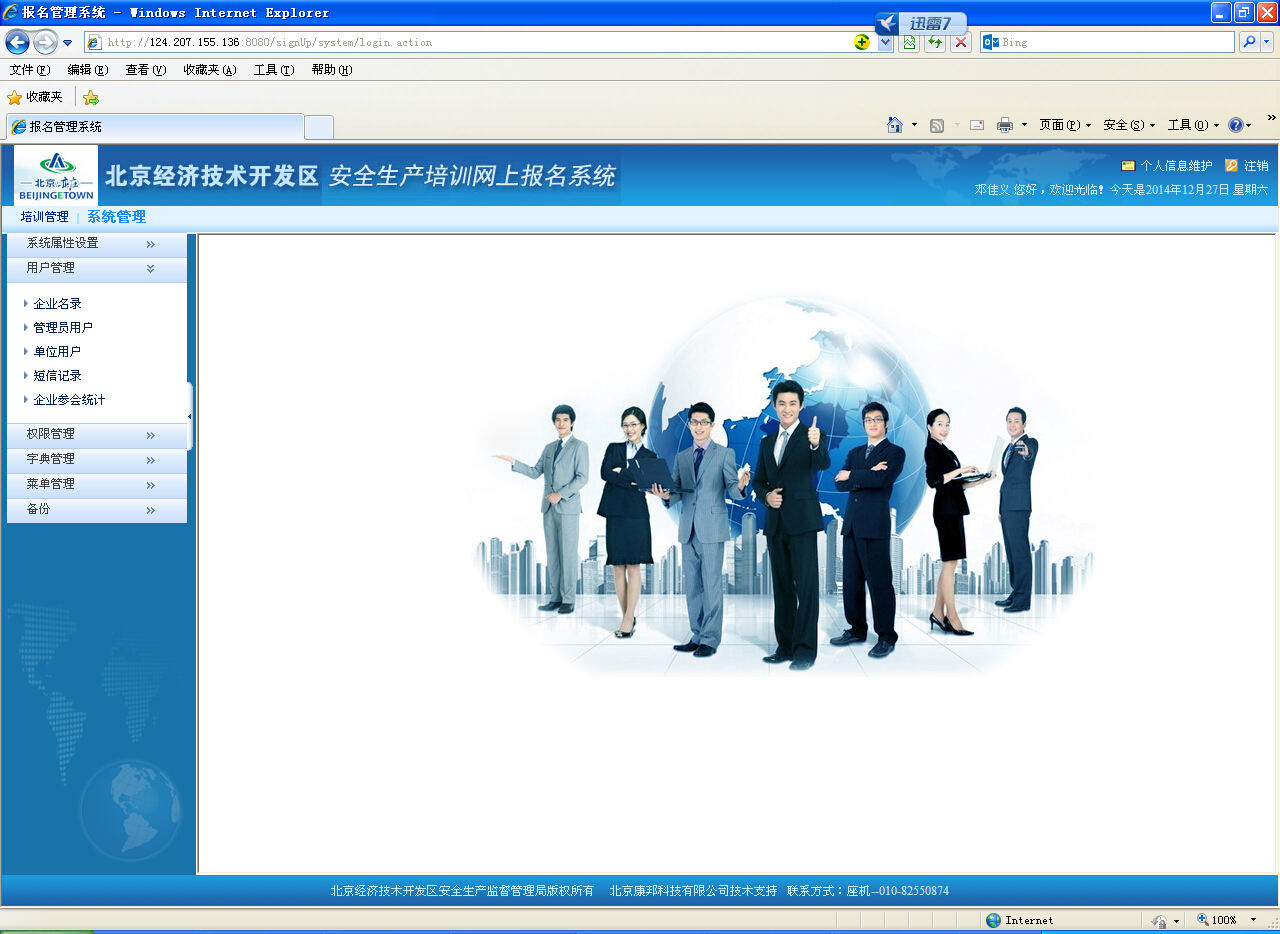 报名管理系统 - Windows Internet Explorer
迅雷7
http://124.207.155.136:8080/signUp/system/login.action
Bing
文件(F) 编辑(E) 查看(V) 收藏夹(A) 工具(T) 帮助(H)
收藏夹
报名管理系统
页面(P) 安全(S) 工具(O)
北京·亦庄
BEIJINGETOWN
北京经济技术开发区 安全生产培训网上报名系统
个人信息维护 注销
邓佳义 您好，欢迎光临！今天是2014年12月27日 星期六
培训管理 | 系统管理
系统属性设置
用户管理
企业名录
管理员用户
单位用户
短信记录
企业参会统计
权限管理
字典管理
菜单管理
备份
北京经济技术开发区安全生产监督管理局版权所有 北京康邦科技有限公司技术支持 联系方式：座机--010-82550874
Internet
100%